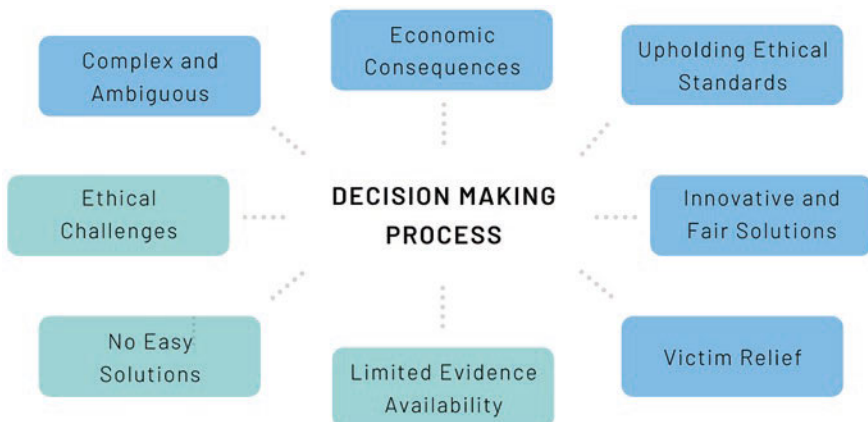 Economic
Consequences
Complex and
Ambiguous
Upholding Ethical
Standards
Ethical
Challenges
DECISION MAKING
PROCESS
Innovative and
Fair Solutions
No Easy
Solutions
Limited Evidence
Availability
Victim Relief